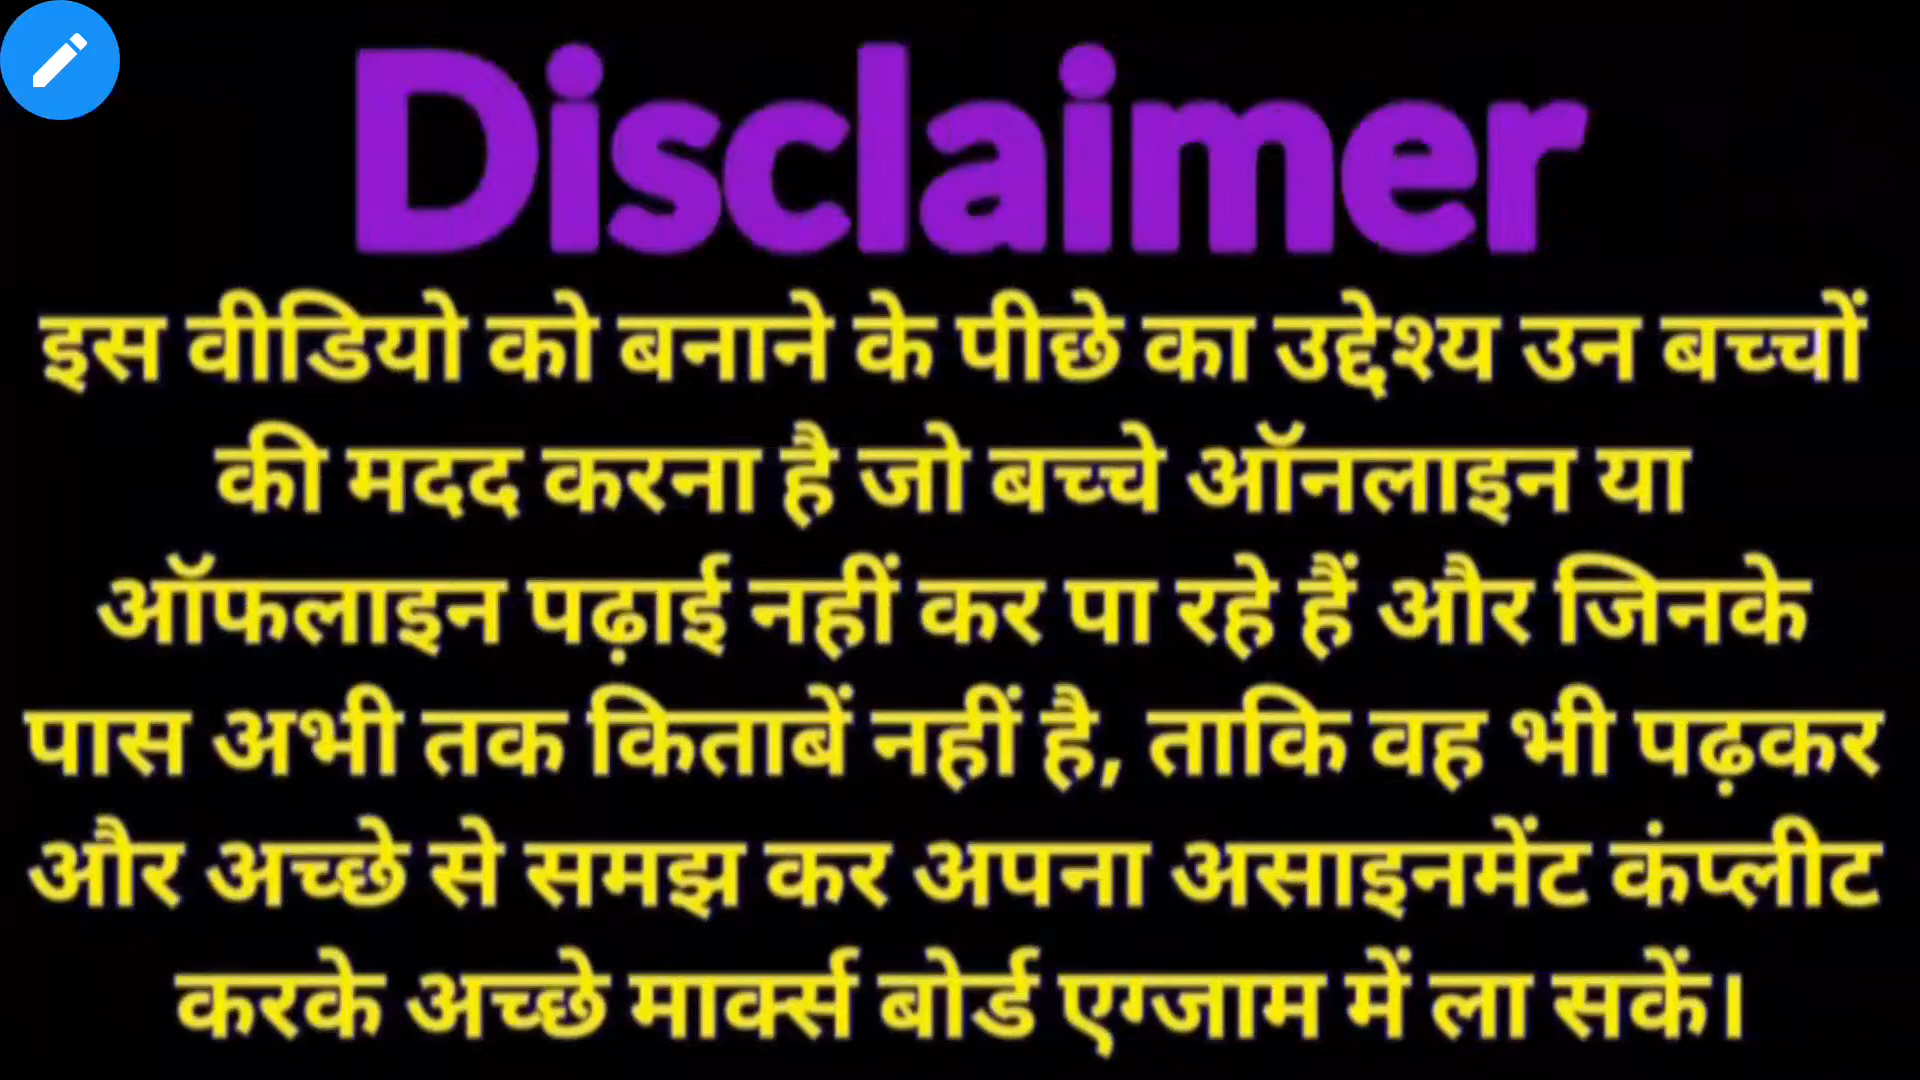 Disclaimer
इस वीडियो को बनाने के पीछे का उद्देश्य उन बच्चों
की मदद करना है जो बच्चे ऑनलाइन या
ऑफलाइन पढ़ाई नहीं कर पा रहे हैं और जिनके
पास अभी तक किताबें नहीं है, ताकि वह भी पढ़कर
और अच्छे से समझ कर अपना असाइनमेंट कंप्लीट
करके अच्छे मार्क्स बोर्ड एग्जाम में ला सकें।